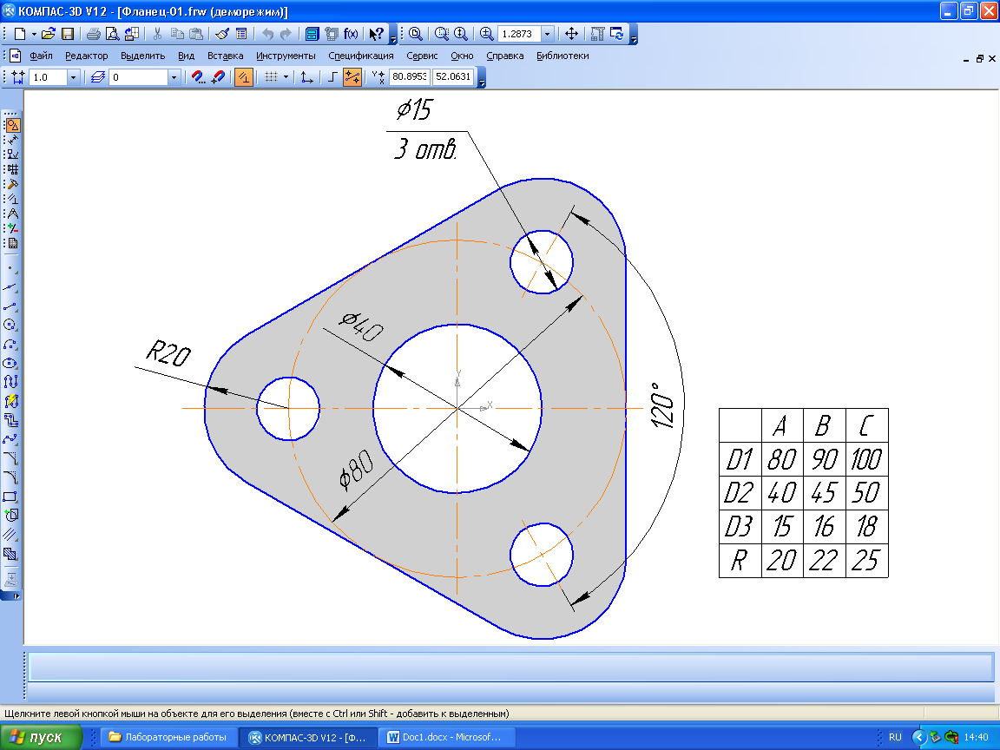 КОМПАС-3D V12 - [Фланец-01.frw (деморежим)]
f(x)
1.2873
Файл Редактор Выделить Вид Вставка Инструменты Спецификация Сервис Окно Справка Библиотеки
1.0 0 80.8953 52.0631
⌀15
3 отв.
⌀40
R20
Y
X
120°
⌀80
A B C
D1 80 90 100
D2 40 45 50
D3 15 16 18
R 20 22 25
Щелкните левой кнопкой мыши на объекте для его выделения (вместе с Ctrl или Shift - добавить к выделенным)
пуск Лабораторные работы КОМПАС-3D V12 - [Ф... Doc1.docx - Microsof... RU 14:40